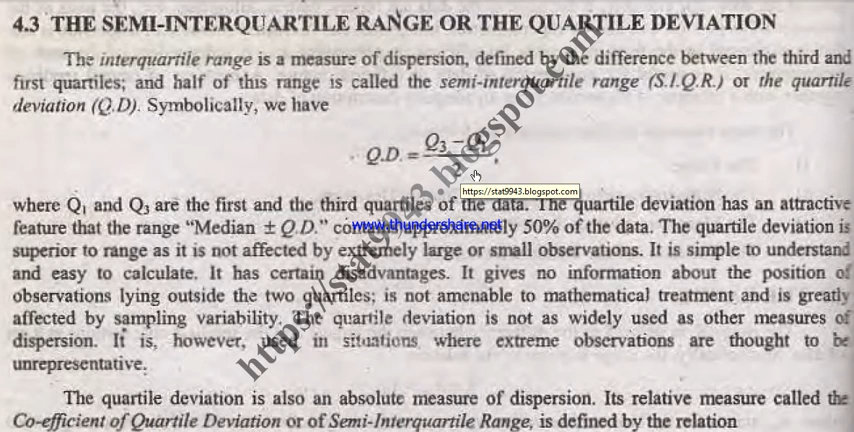 4.3 THE SEMI-INTERQUARTILE RANGE OR THE QUARTILE DEVIATION
The interquartile range is a measure of dispersion, defined by the difference between the third and
first quartiles; and half of this range is called the semi-interquartile range (S.I.Q.R.) or the quartile
deviation (Q.D). Symbolically, we have
Q.D. = Q3 – Q1
2 ,
https://stat9943.blogspot.com
where Q1 and Q3 are the first and the third quartiles of the data. The quartile deviation has an attractive
feature that the range "Median ± Q.D." contains approximately 50% of the data. The quartile deviation is
www.thundershare.net
superior to range as it is not affected by extremely large or small observations. It is simple to understand
and easy to calculate. It has certain disadvantages. It gives no information about the position of
observations lying outside the two quartiles; is not amenable to mathematical treatment and is greatly
affected by sampling variability. The quartile deviation is not as widely used as other measures of
dispersion. It is, however, used in situations where extreme observations are thought to be
unrepresentative.
The quartile deviation is also an absolute measure of dispersion. Its relative measure called the
Co-efficient of Quartile Deviation or of Semi-Interquartile Range, is defined by the relation
https://stat9943.blogspot.com